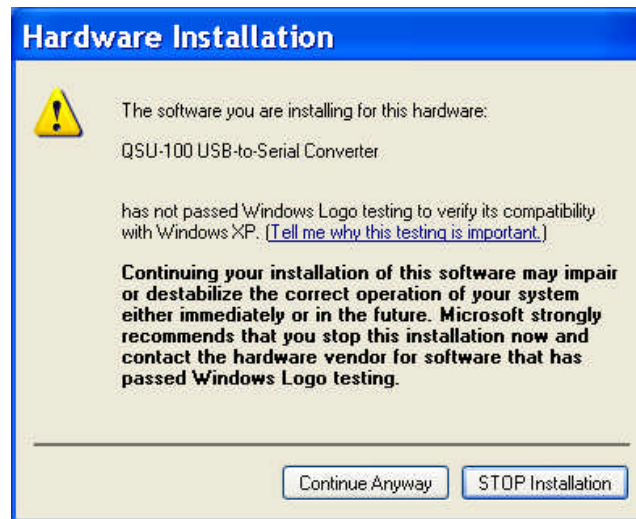 Hardware Installation
The software you are installing for this hardware:
QSU-100 USB-to-Serial Converter
has not passed Windows Logo testing to verify its compatibility
with Windows XP. (Tell me why this testing is important.)
Continuing your installation of this software may impair
or destabilize the correct operation of your system
either immediately or in the future. Microsoft strongly
recommends that you stop this installation now and
contact the hardware vendor for software that has
passed Windows Logo testing.
Continue Anyway
STOP Installation